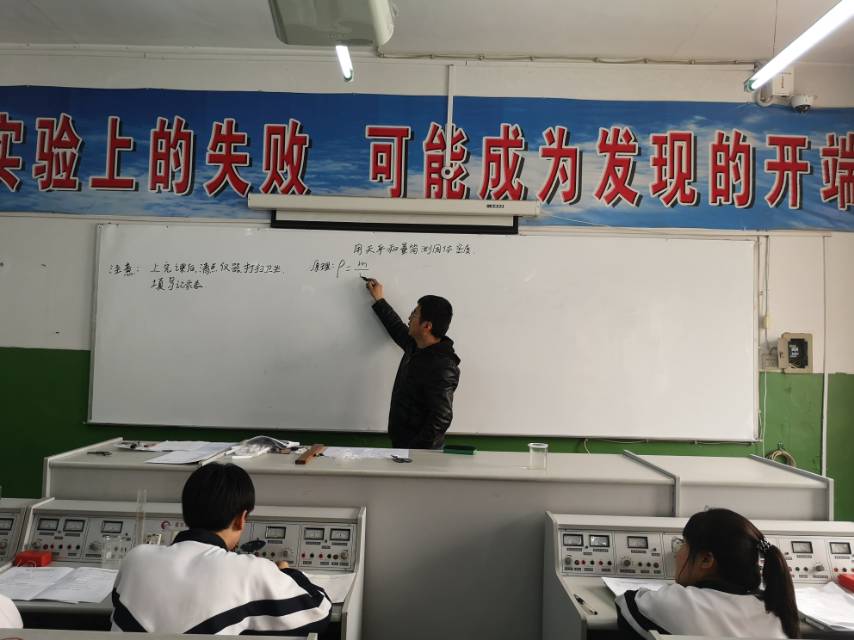 实验上的失败 可能成为发现的开端
用天平和量筒测固体密度
注意: 上完课后,清点仪器,打扫卫生
填写记录表
原理: ρ=m